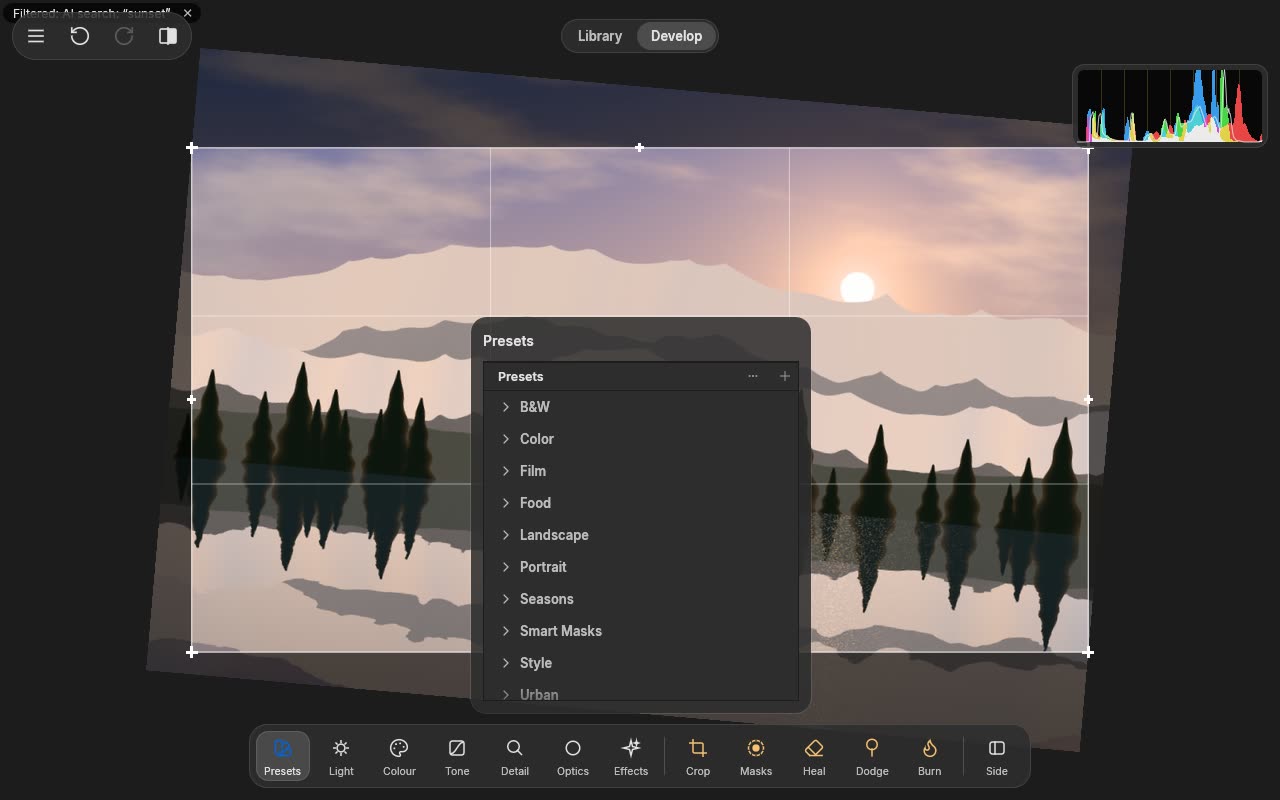 Filtered: AI search: “sunset”
Library
Develop
Presets
Presets
B&W
Color
Film
Food
Landscape
Portrait
Seasons
Smart Masks
Style
Urban
Presets
Light
Colour
Tone
Detail
Optics
Effects
Crop
Masks
Heal
Dodge
Burn
Side